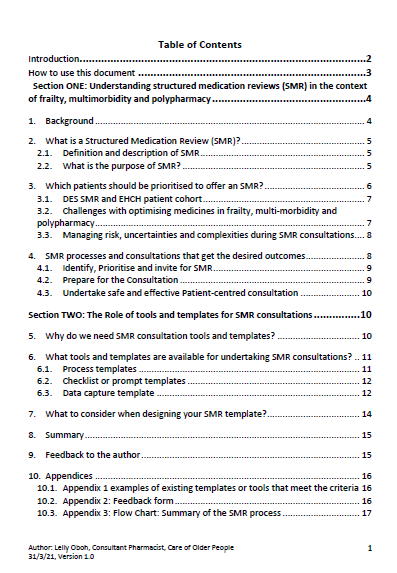 Table of Contents
Introduction.......................................................................................................2
How to use this document ..................................................................................3
Section ONE: Understanding structured medication reviews (SMR) in the context
of frailty, multimorbidity and polypharmacy........................................................4
1. Background ................................................................................................ 4
2. What is a Structured Medication Review (SMR)?........................................... 5
2.1. Definition and description of SMR......................................................... 5
2.2. What is the purpose of SMR? ............................................................... 5
3. Which patients should be prioritised to offer an SMR?................................... 6
3.1. DES SMR and EHCH patient cohort........................................................ 7
3.2. Challenges with optimising medicines in frailty, multi-morbidity and
polypharmacy................................................................................................. 7
3.3. Managing risk, uncertainties and complexities during SMR consultations.... 8
4. SMR processes and consultations that get the desired outcomes.................... 8
4.1. Identify, Prioritise and invite for SMR..................................................... 9
4.2. Prepare for the Consultation ................................................................ 9
4.3. Undertake safe and effective Patient-centred consultation .................... 10
Section TWO: The Role of tools and templates for SMR consultations ...............10
5. Why do we need SMR consultation tools and templates? ............................ 10
6. What tools and templates are available for undertaking SMR consultations? .. 11
6.1. Process templates .............................................................................. 11
6.2. Checklist or prompt templates ............................................................ 12
6.3. Data capture template ....................................................................... 12
7. What to consider when designing your SMR template?................................ 14
8. Summary................................................................................................... 15
9. Feedback to the author............................................................................... 15
10. Appendices .............................................................................................. 16
10.1. Appendix 1 examples of existing templates or tools that meet the criteria 16
10.2. Appendix 2: Feedback form ................................................................ 16
10.3. Appendix 3: Flow Chart: Summary of the SMR process ........................ 17
Author: Lelly Oboh, Consultant Pharmacist, Care of Older People
1
31/3/21, Version 1.0